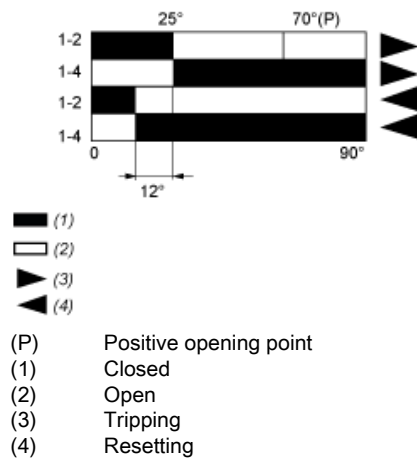 25° 70°(P)
1-2
1-4
1-2
1-4
0 90°
12°
(1)
(2)
(3)
(4)
(P) Positive opening point
(1) Closed
(2) Open
(3) Tripping
(4) Resetting